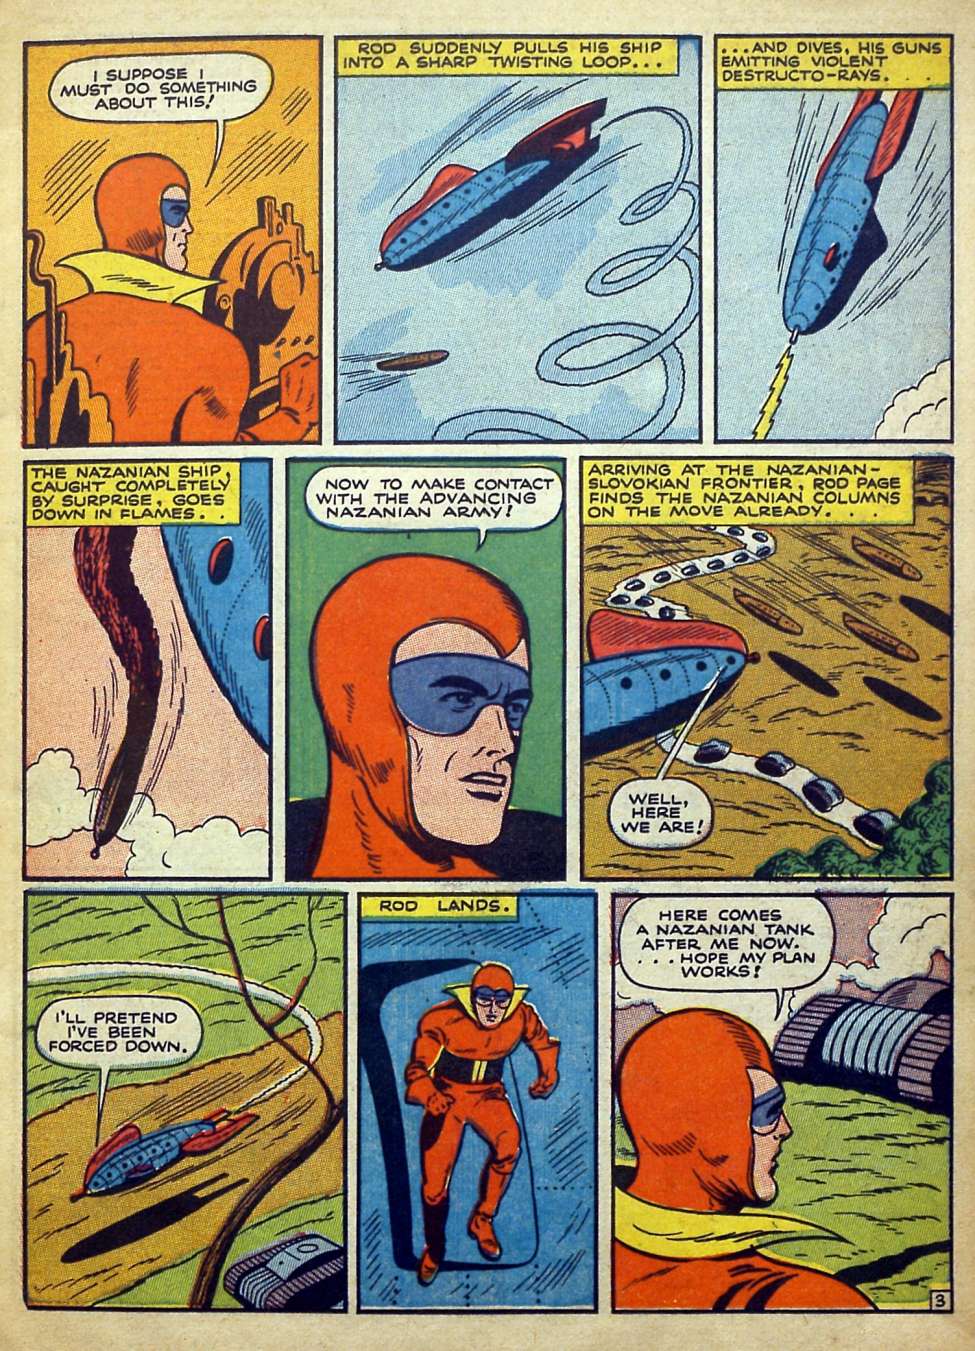 I SUPPOSE I
MUST DO SOMETHING
ABOUT THIS!
ROD SUDDENLY PULLS HIS SHIP
INTO A SHARP TWISTING LOOP...
...AND DIVES, HIS GUNS
EMITTING VIOLENT
DESTRUCTO-RAYS. . .
THE NAZANIAN SHIP,
CAUGHT COMPLETELY
BY SURPRISE, GOES
DOWN IN FLAMES. . .
NOW TO MAKE CONTACT
WITH THE ADVANCING
NAZANIAN ARMY!
ARRIVING AT THE NAZANIAN-
SLOVOKIAN FRONTIER, ROD PAGE
FINDS THE NAZANIAN COLUMNS
ON THE MOVE ALREADY. . .
WELL,
HERE
WE ARE!
I'LL PRETEND
I'VE BEEN
FORCED DOWN.
ROD LANDS.
HERE COMES
A NAZANIAN TANK
AFTER ME NOW.
...HOPE MY PLAN
WORKS!
3